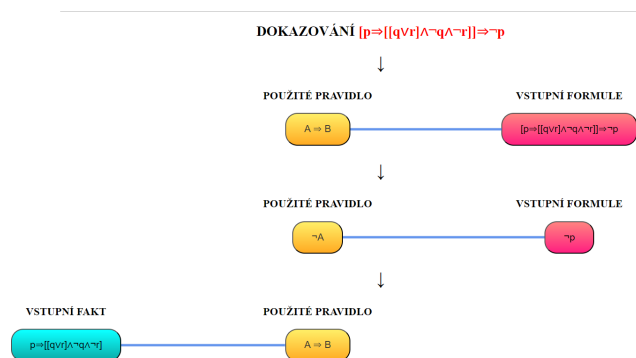 DOKAZOVÁNÍ [p⇒[[q∨r]∧¬q∧¬r]]⇒¬p
↓
POUŽITÉ PRAVIDLO VSTUPNÍ FORMULE
A ⇒ B [p⇒[[q∨r]∧¬q∧¬r]]⇒¬p
↓
POUŽITÉ PRAVIDLO VSTUPNÍ FORMULE
¬A ¬p
↓
VSTUPNÍ FAKT POUŽITÉ PRAVIDLO
p⇒[[q∨r]∧¬q∧¬r] A ⇒ B